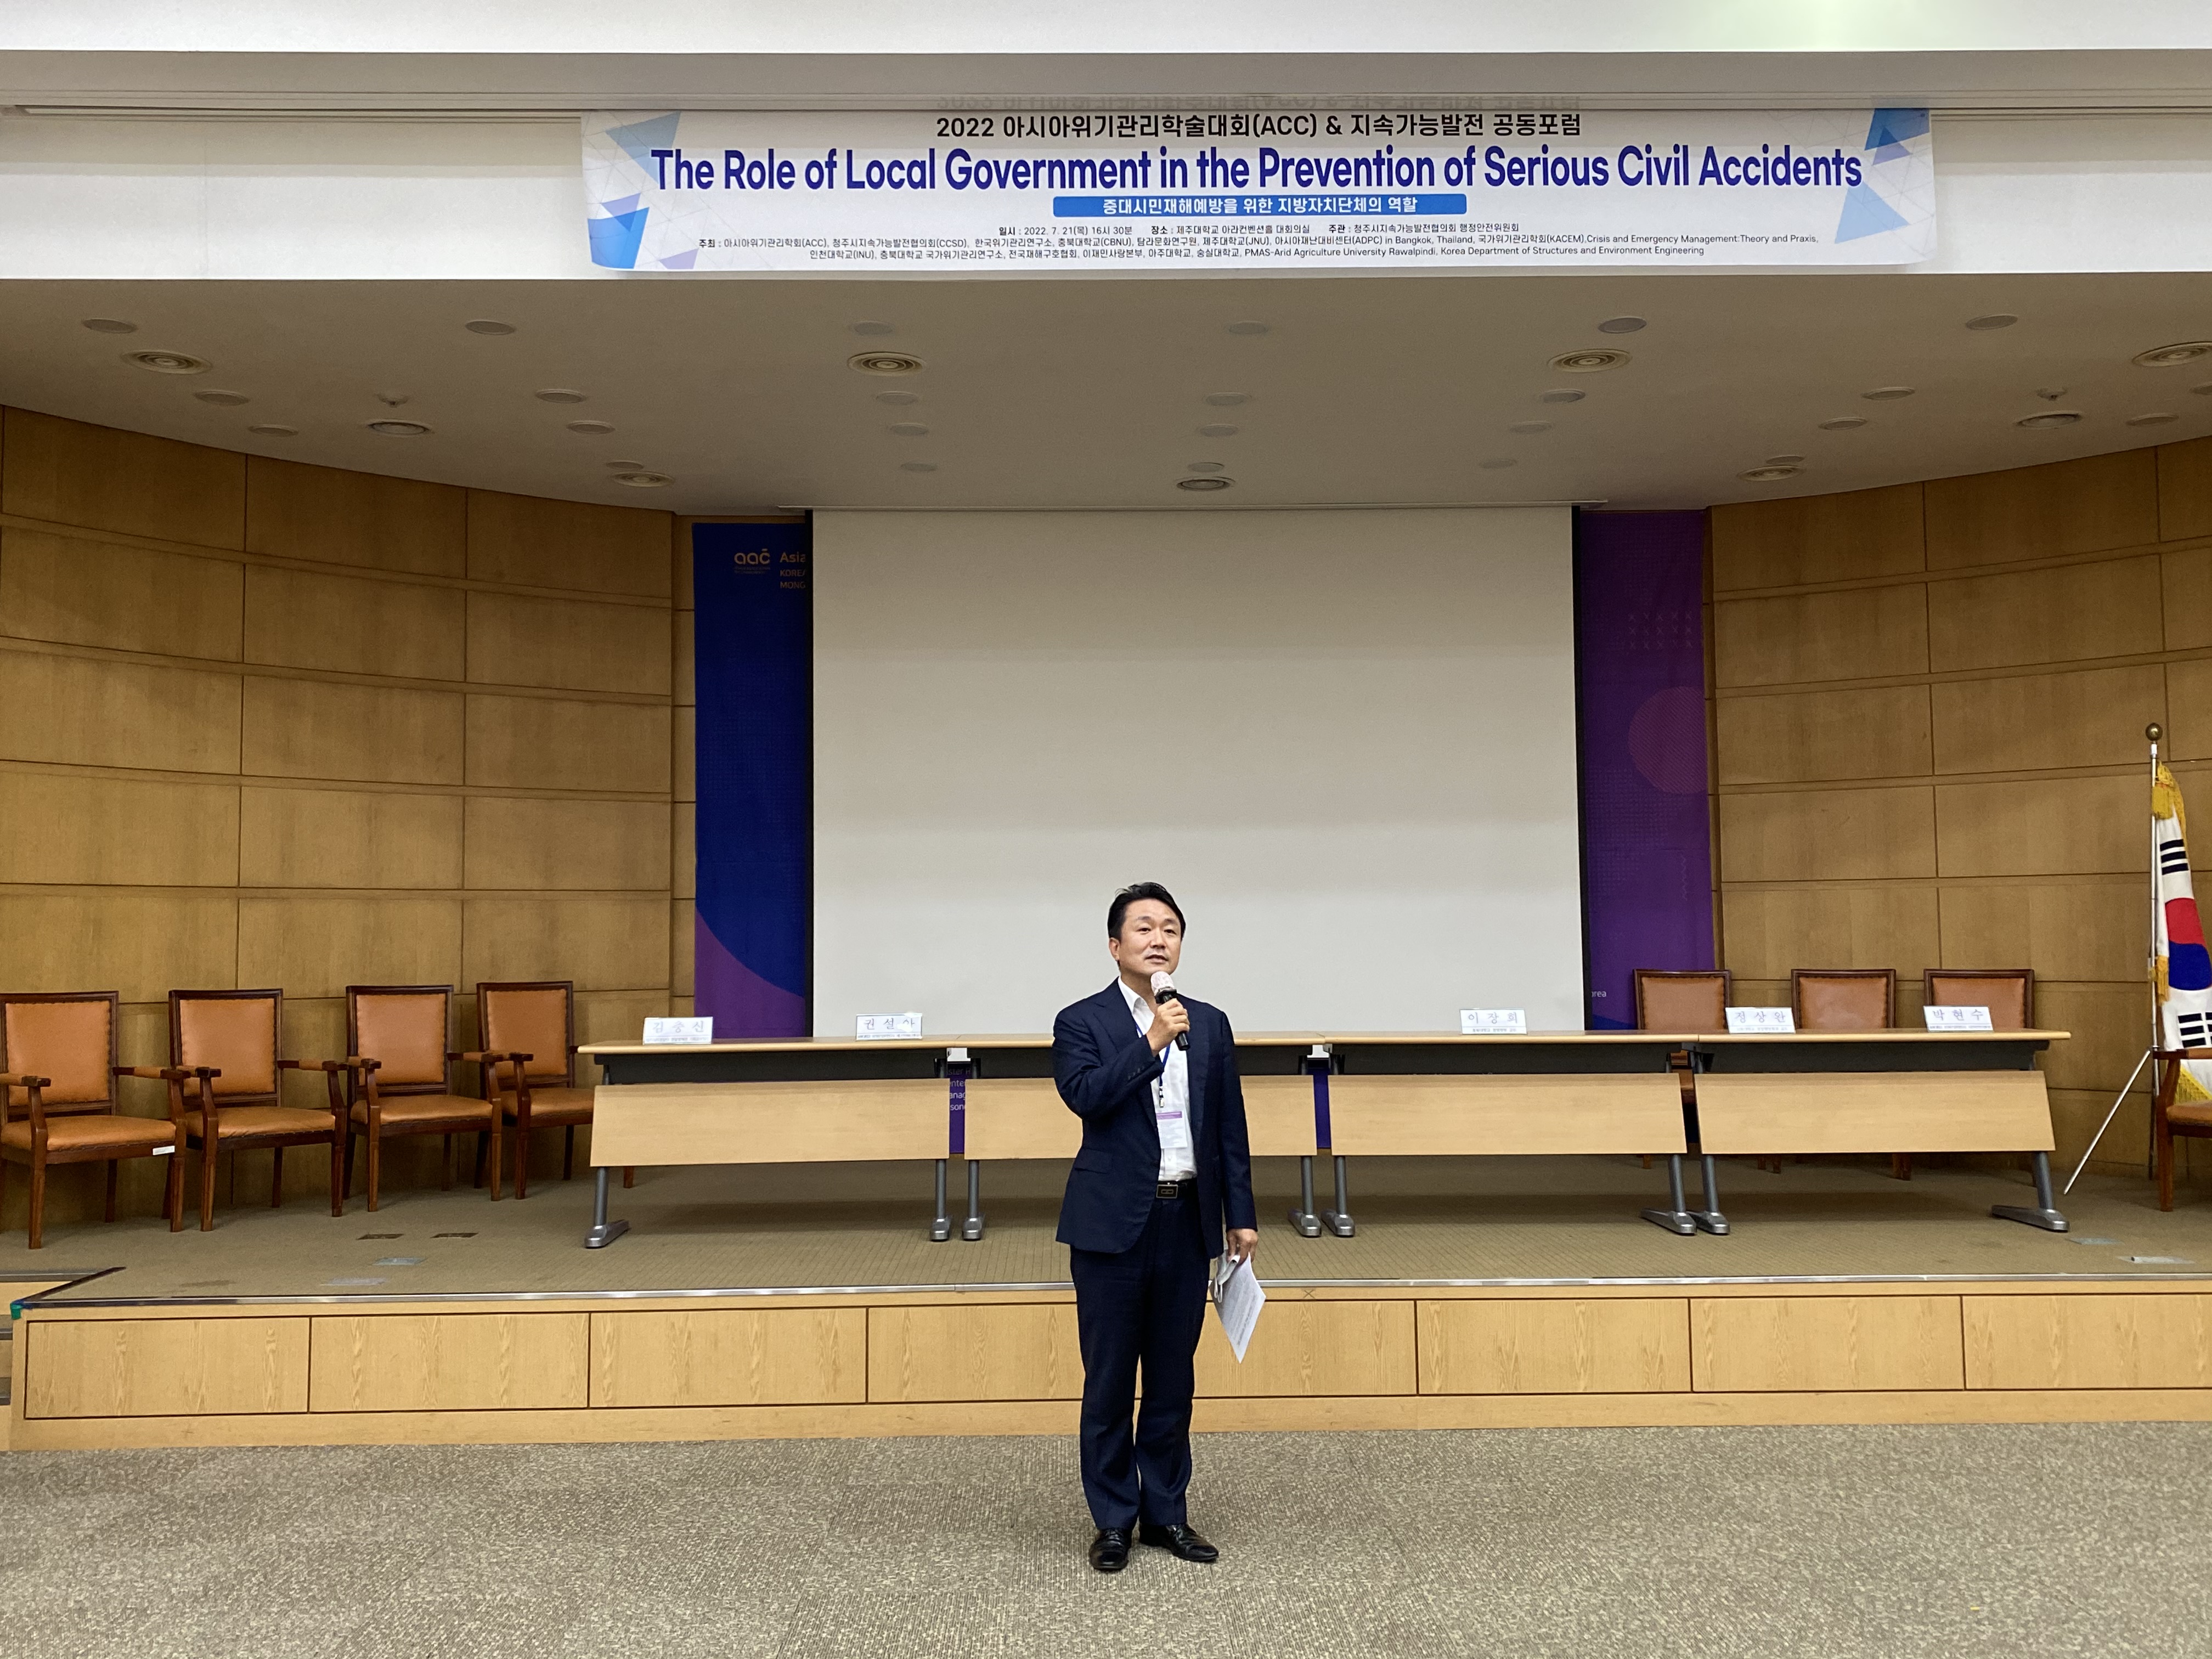 2022 아시아위기관리학술대회(ACC) & 지속가능발전 공동포럼
The Role of Local Government in the Prevention of Serious Civil Accidents
중대시민재해예방을 위한 지방자치단체의 역할
일시 : 2022. 7. 21(목) 16시 30분 장소 : 제주대학교 아라컨벤션홀 대회의실 주관 : 청주시지속가능발전협의회 행정안전위원회
주최 : 아시아위기관리학회(ACC), 청주시지속가능발전협의회(CCSD), 한국위기관리연구소, 충북대학교(CBNU), 탐라문화연구원, 제주대학교(JNU), 아시아재난대비센터(ADPC) in Bangkok, Thailand, 국가위기관리학회(KACEM),Crisis and Emergency Management:Theory and Praxis,
인천대학교(INU), 충북대학교 국가위기관리연구소, 전국재해구호협회, 이재민사랑본부, 아주대학교, 숭실대학교, PMAS-Arid Agriculture University Rawalpindi, Korea Department of Structures and Environment Engineering
aac Asia
KOREA
MONG
김중신
권설아
이장희
정상완
박현수